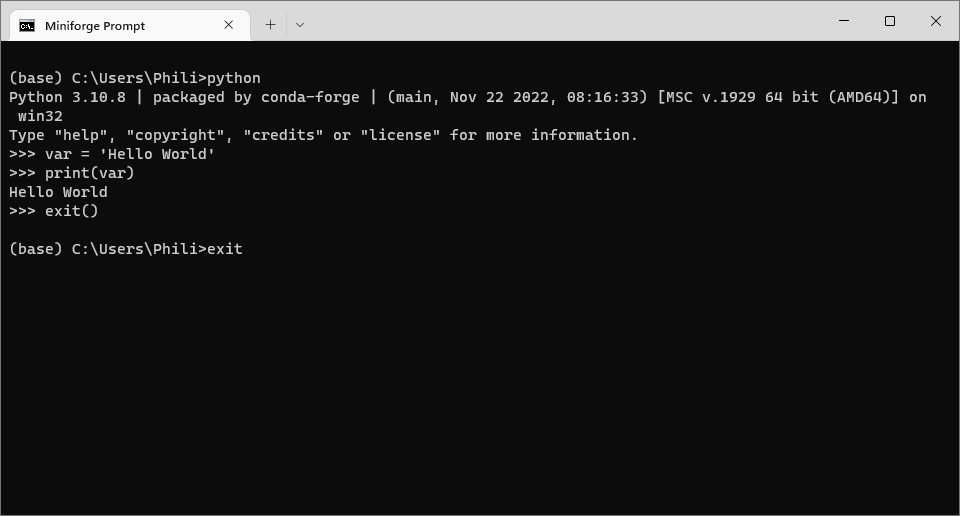 Miniforge Prompt
(base) C:\Users\Phili>python
Python 3.10.8 | packaged by conda-forge | (main, Nov 22 2022, 08:16:33) [MSC v.1929 64 bit (AMD64)] on
 win32
Type "help", "copyright", "credits" or "license" for more information.
>>> var = 'Hello World'
>>> print(var)
Hello World
>>> exit()
(base) C:\Users\Phili>exit